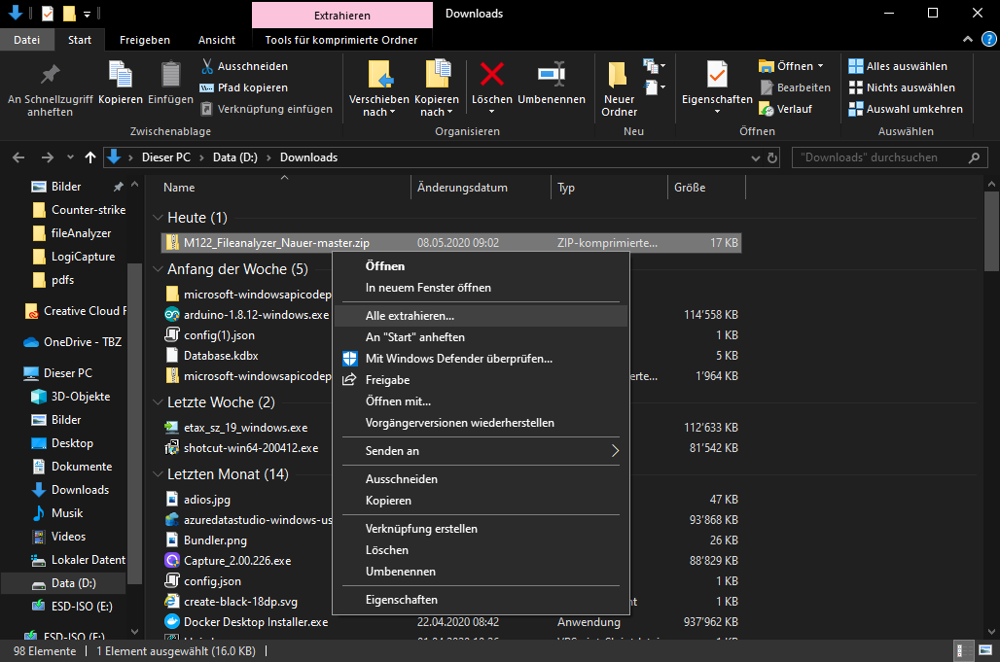 Extrahieren
Downloads
Datei
Start
Freigeben
Ansicht
Tools für komprimierte Ordner
An Schnellzugriff
anheften
Kopieren
Einfügen
Ausschneiden
Pfad kopieren
Verknüpfung einfügen
Zwischenablage
Verschieben
nach
Kopieren
nach
Löschen
Umbenennen
Organisieren
Neuer
Ordner
Neu
Eigenschaften
Öffnen
Bearbeiten
Verlauf
Öffnen
Alles auswählen
Nichts auswählen
Auswahl umkehren
Auswählen
Dieser PC > Data (D:) > Downloads
"Downloads" durchsuchen
Bilder
Counter-strike
fileAnalyzer
LogiCapture
pdfs
Creative Cloud F
OneDrive - TBZ
Dieser PC
3D-Objekte
Bilder
Desktop
Dokumente
Downloads
Musik
Videos
Lokaler Datent
Data (D:)
ESD-ISO (E:)
ESD-ISO (E:)
Name Änderungsdatum Typ Größe
Heute (1)
M122_Fileanalyzer_Nauer-master.zip 08.05.2020 09:02 ZIP-komprimierte... 17 KB
Anfang der Woche (5)
microsoft-windowsapicodep
arduino-1.8.12-windows.exe 114'558 KB
config(1).json 1 KB
Database.kdbx 5 KB
microsoft-windowsapicodep 1'964 KB
Letzte Woche (2)
etax_sz_19_windows.exe 112'633 KB
shotcut-win64-200412.exe 81'542 KB
Letzten Monat (14)
adios.jpg 47 KB
azuredatastudio-windows-us 93'868 KB
Bundler.png 26 KB
Capture_2.00.226.exe 88'829 KB
config.json 1 KB
create-black-18dp.svg 1 KB
Docker Desktop Installer.exe 22.04.2020 08:42 Anwendung 937'962 KB
Öffnen
In neuem Fenster öffnen
Alle extrahieren...
An "Start" anheften
Mit Windows Defender überprüfen...
Freigabe
Öffnen mit...
Vorgängerversionen wiederherstellen
Senden an
Ausschneiden
Kopieren
Verknüpfung erstellen
Löschen
Umbenennen
Eigenschaften
98 Elemente
1 Element ausgewählt (16.0 KB)